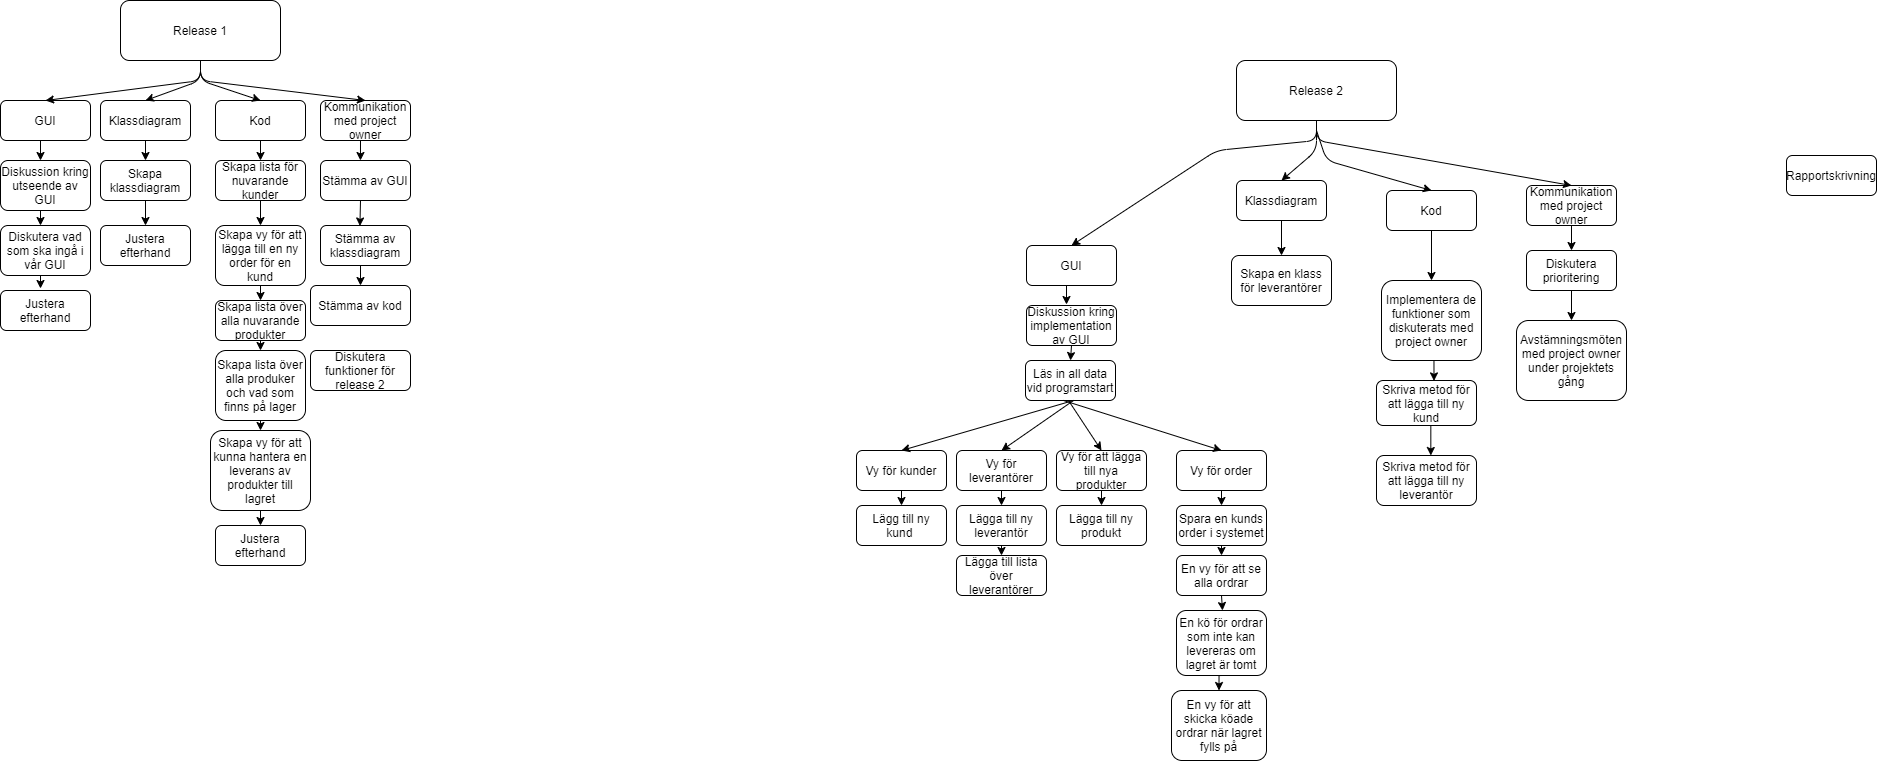 Release 1
GUI
Diskussion kring
utseende av
GUI
Diskutera vad
som ska ingå i
vår GUI
Justera
efterhand
Klassdiagram
Skapa
klassdiagram
Justera
efterhand
Kod
Skapa lista för
nuvarande
kunder
Skapa vy för att
lägga till en ny
order för en
kund
Skapa lista över
alla nuvarande
produkter
Skapa lista över
alla produker
och vad som
finns på lager
Skapa vy för att
kunna hantera en
leverans av
produkter till
lagret
Justera
efterhand
Kommunikation
med project
owner
Stämma av GUI
Stämma av
klassdiagram
Stämma av kod
Diskutera
funktioner för
release 2
Release 2
GUI
Diskussion kring
implementation
av GUI
Läs in all data
vid programstart
Vy för kunder
Lägg till ny
kund
Vy för
leverantörer
Lägga till ny
leverantör
Lägga till lista
över
leverantörer
Vy för att lägga
till nya
produkter
Lägga till ny
produkt
Vy för order
Spara en kunds
order i systemet
En vy för att se
alla ordrar
En kö för ordrar
som inte kan
levereras om
lagret är tomt
En vy för att
skicka köade
ordrar när lagret
fylls på
Klassdiagram
Skapa en klass
för leverantörer
Kod
Implementera de
funktioner som
diskuterats med
project owner
Skriva metod för
att lägga till ny
kund
Skriva metod för
att lägga till ny
leverantör
Kommunikation
med project
owner
Diskutera
prioritering
Avstämningsmöten
med project owner
under projektets
gång
Rapportskrivning